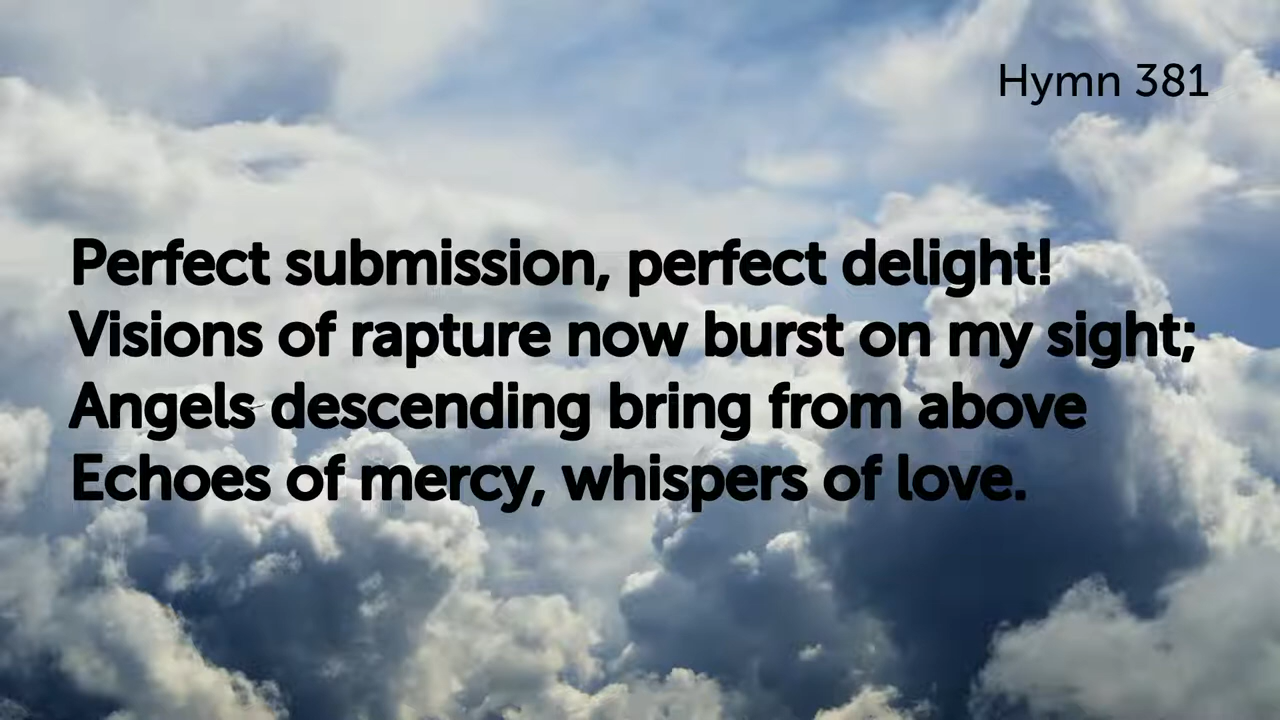 Hymn 381
Perfect submission, perfect delight!
Visions of rapture now burst on my sight;
Angels descending bring from above
Echoes of mercy, whispers of love.